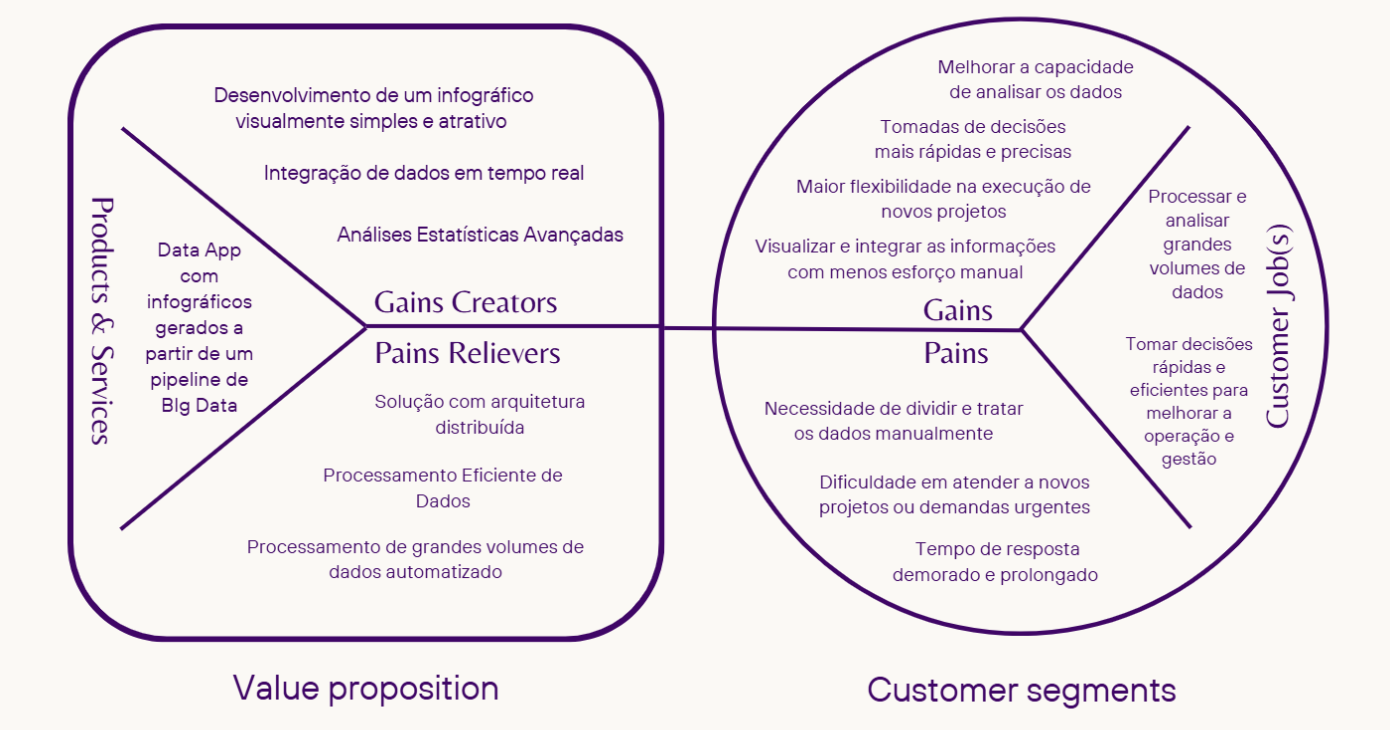 Desenvolvimento de um infográfico
visualmente simples e atrativo
Integração de dados em tempo real
Análises Estatísticas Avançadas
Gains Creators
Products & Services
Data App
com
infográficos
gerados a
partir de um
pipeline de
BIg Data
Pains Relievers
Solução com arquitetura
distribuída
Processamento Eficiente de
Dados
Processamento de grandes volumes de
dados automatizado
Value proposition
Melhorar a capacidade
de analisar os dados
Tomadas de decisões
mais rápidas e precisas
Maior flexibilidade na execução de
novos projetos
Visualizar e integrar as informações
com menos esforço manual
Gains
Pains
Necessidade de dividir e tratar
os dados manualmente
Dificuldade em atender a novos
projetos ou demandas urgentes
Tempo de resposta
demorado e prolongado
Processar e
analisar
grandes
volumes de
dados
Tomar decisões
rápidas e
eficientes para
melhorar a
operação e
gestão
Customer Job(s)
Customer segments